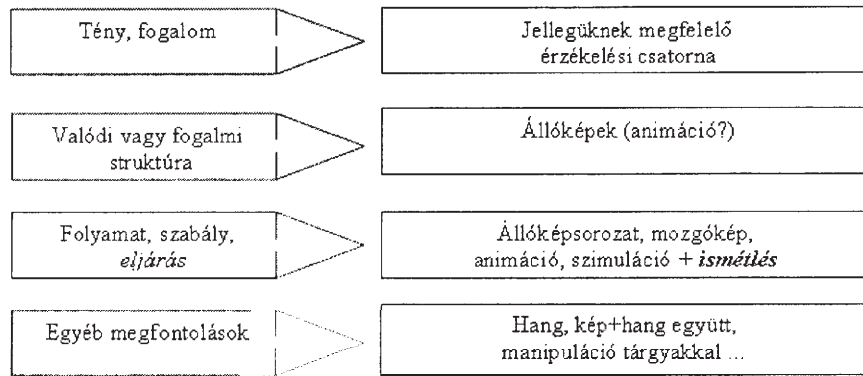 Tény, fogalom
Jellegüknek megfelelő
érzékelési csatorna
Valódi vagy fogalmi
struktúra
Állóképek (animáció?)
Folyamat, szabály,
eljárás
Állóképsorozat, mozgókép,
animáció, szimuláció + ismétlés
Egyéb megfontolások
Hang, kép+hang együtt,
manipuláció tárgyakkal ...